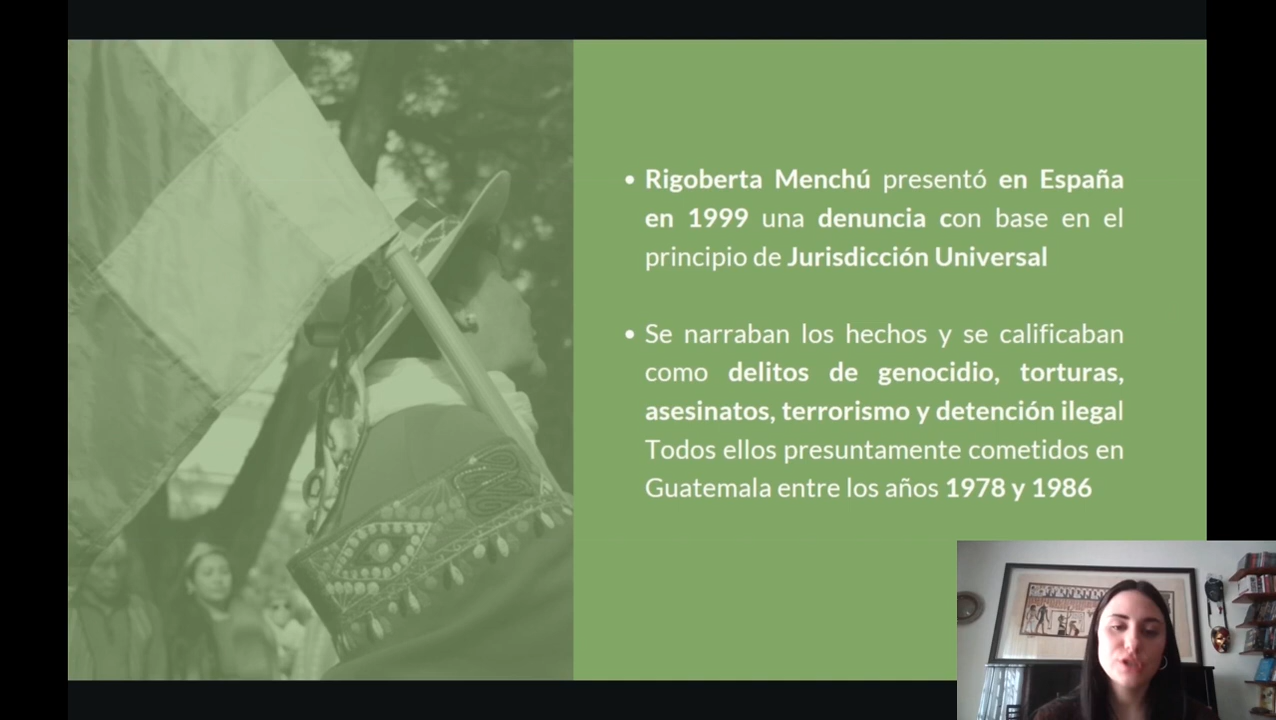 • Rigoberta Menchú presentó en España
en 1999 una denuncia con base en el
principio de Jurisdicción Universal
• Se narraban los hechos y se calificaban
como delitos de genocidio, torturas,
asesinatos, terrorismo y detención ilegal
Todos ellos presuntamente cometidos en
Guatemala entre los años 1978 y 1986